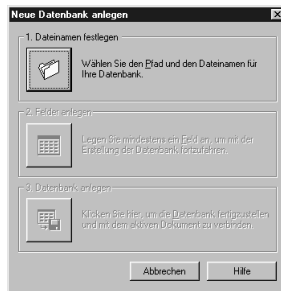 Neue Datenbank anlegen
1. Dateinamen festlegen
Wählen Sie den Pfad und den Dateinamen für
Ihre Datenbank.
2. Felder anlegen
Legen Sie mindestens ein Feld an, um mit der
Erstellung der Datenbank fortzufahren.
3. Datenbank anlegen
Klicken Sie hier, um die Datenbank fertigzustellen
und mit dem aktiven Dokument zu verbinden.
Abbrechen
Hilfe